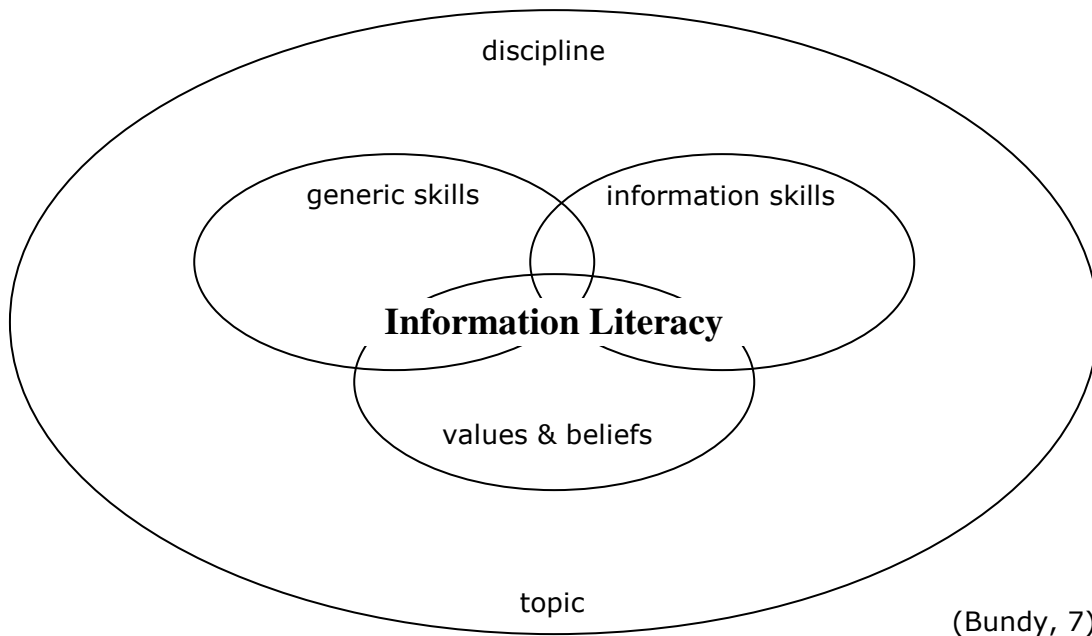 discipline
generic skills
information skills
Information Literacy
values & beliefs
topic
(Bundy, 7)